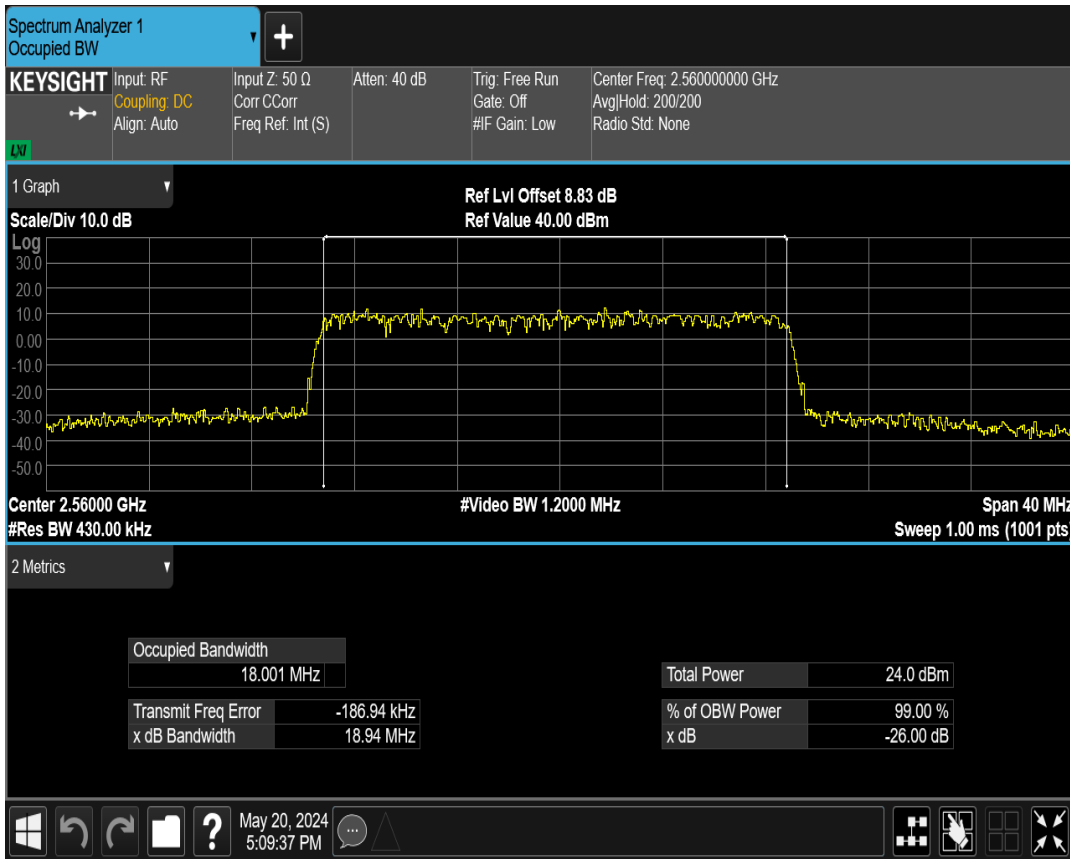 Spectrum Analyzer 1
Occupied BW
+
KEYSIGHT
LXI
Input: RF
Coupling: DC
Align: Auto
Input Z: 50 Ω
Corr CCorr
Freq Ref: Int (S)
Atten: 40 dB
Trig: Free Run
Gate: Off
#IF Gain: Low
Center Freq: 2.560000000 GHz
Avg|Hold: 200/200
Radio Std: None
1 Graph
Scale/Div 10.0 dB
Ref Lvl Offset 8.83 dB
Ref Value 40.00 dBm
Log
30.0
20.0
10.0
0.00
-10.0
-20.0
-30.0
-40.0
-50.0
Center 2.56000 GHz
#Video BW 1.2000 MHz
Span 40 MHz
#Res BW 430.00 kHz
Sweep 1.00 ms (1001 pts)
2 Metrics
Occupied Bandwidth
18.001 MHz
Total Power 24.0 dBm
Transmit Freq Error -186.94 kHz
% of OBW Power 99.00 %
x dB Bandwidth 18.94 MHz
x dB -26.00 dB
?
May 20, 2024
5:09:37 PM